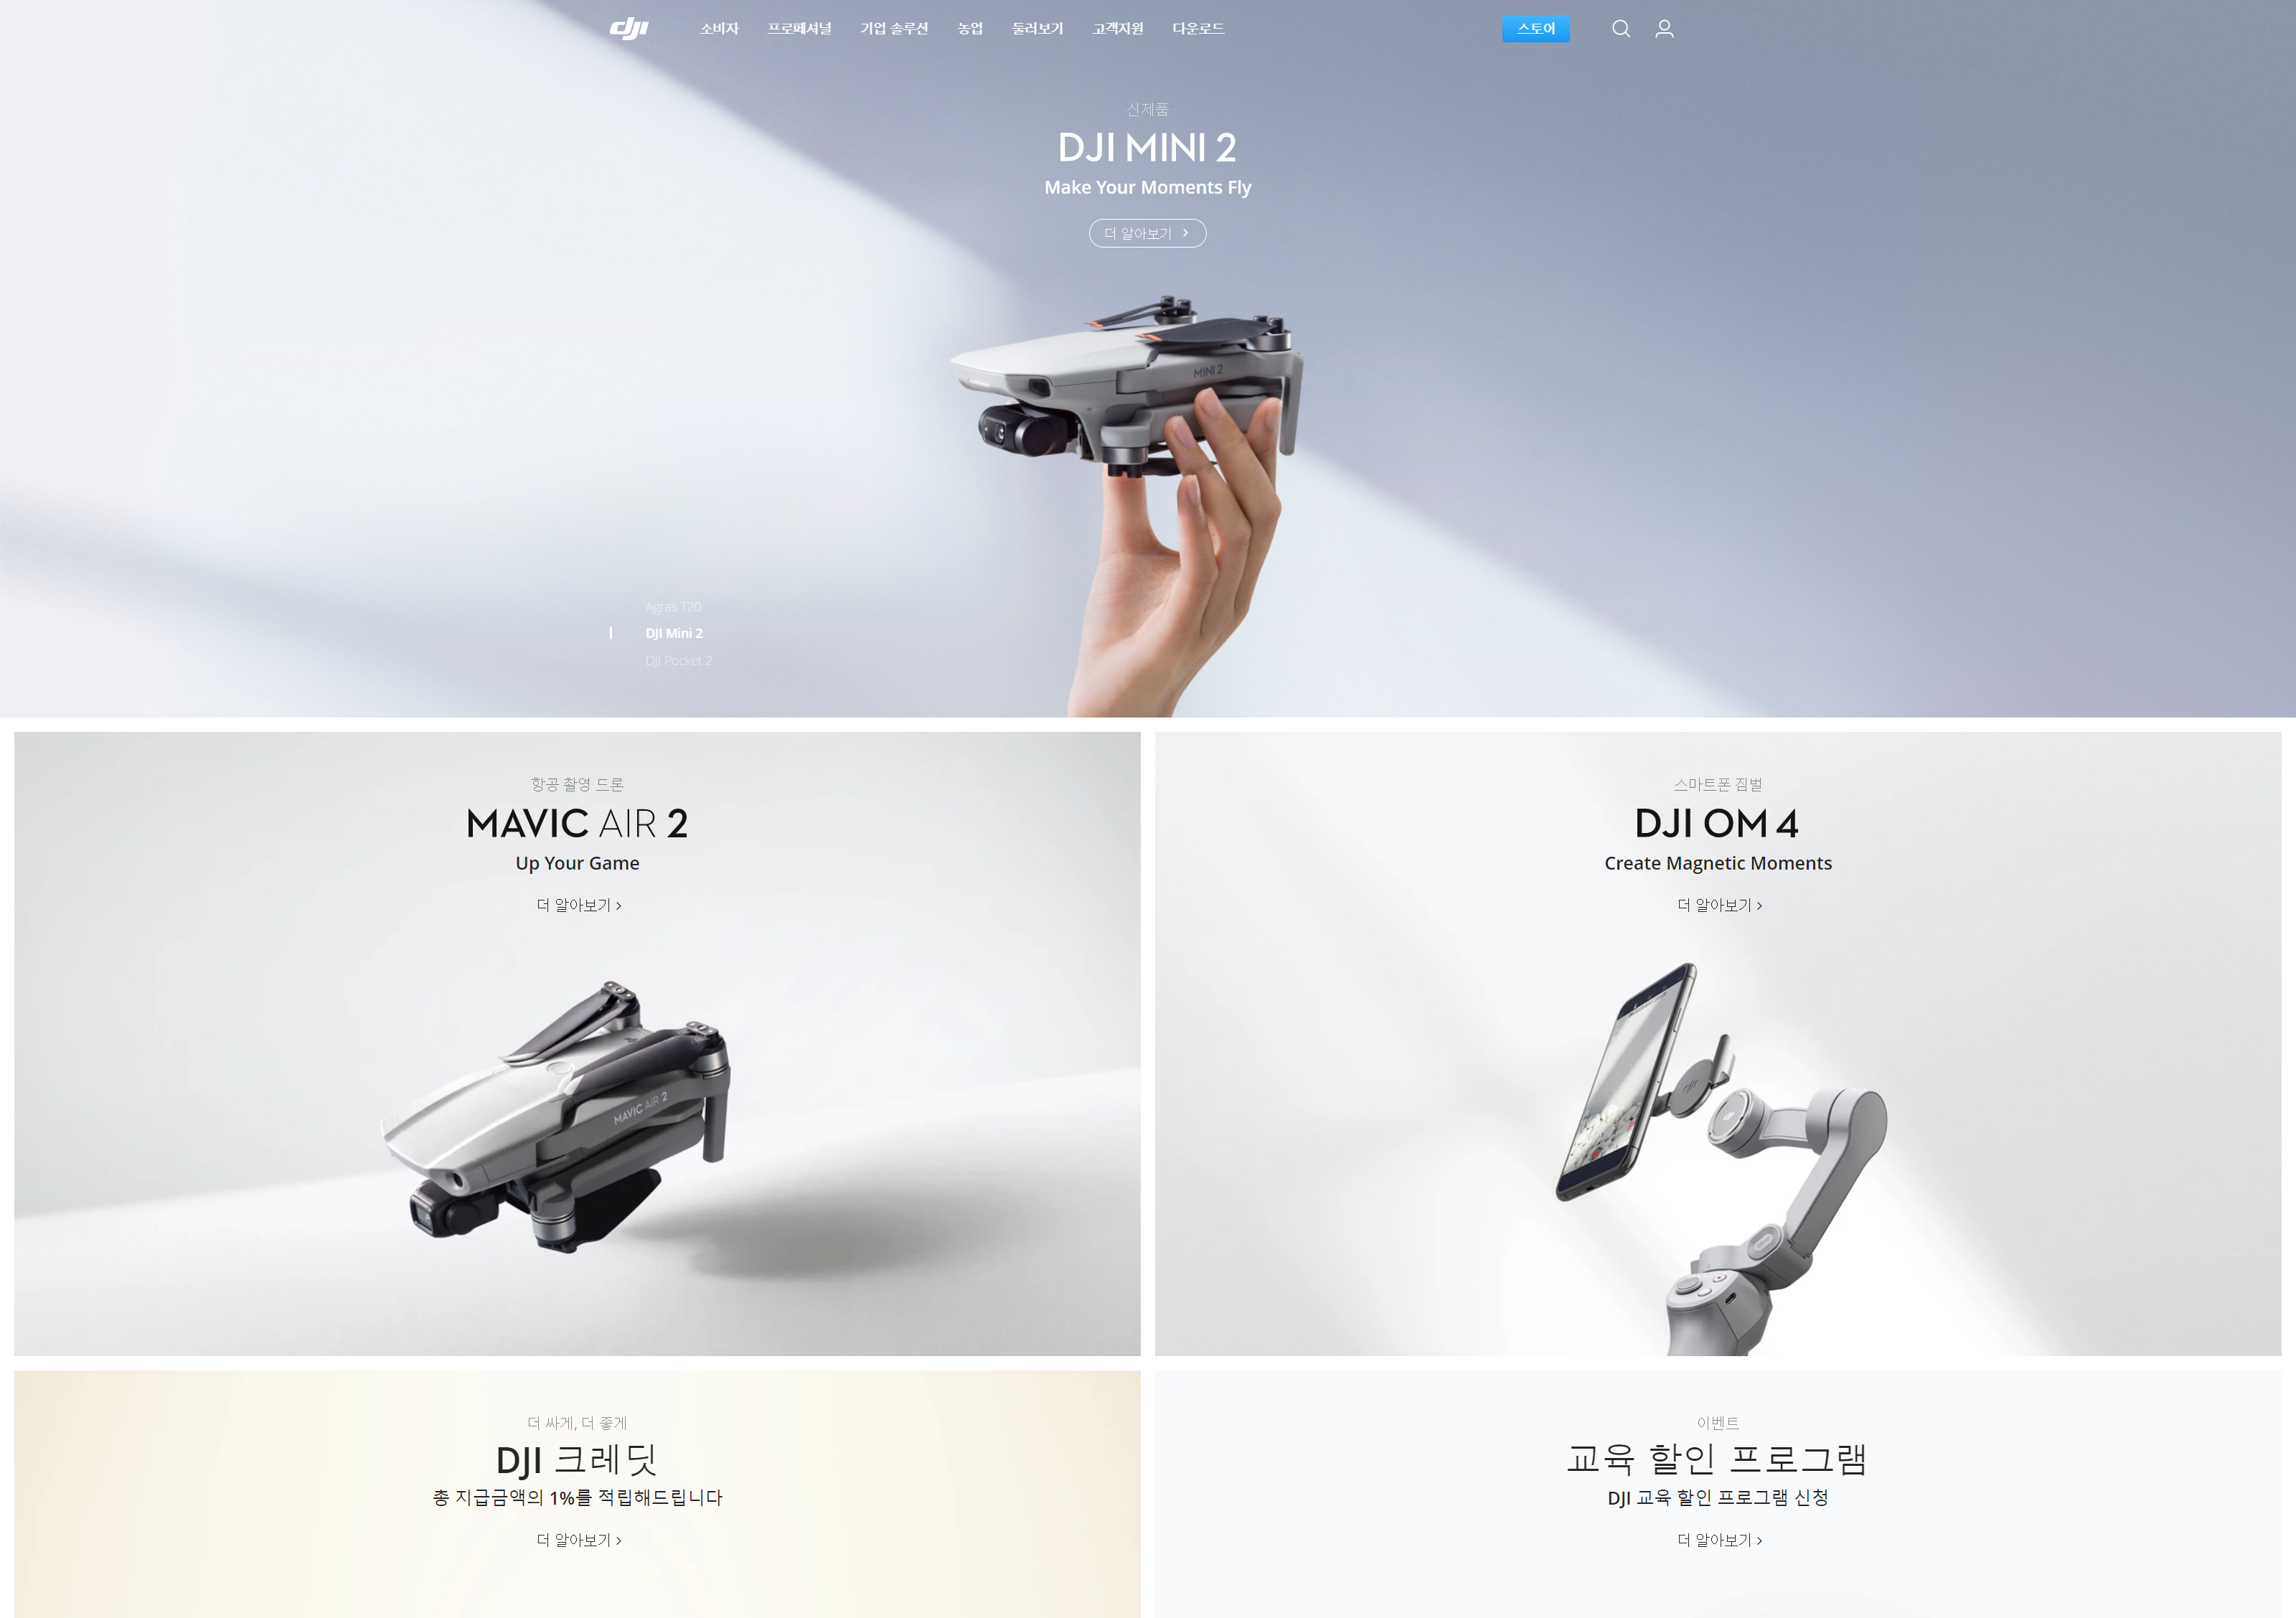 dji
소비자 프로페셔널 기업 솔루션 농업 둘러보기 고객지원 다운로드 스토어
신제품
DJI MINI 2
Make Your Moments Fly
더 알아보기
MINI 2
Agras T20
DJI Mini 2
DJI Pocket 2
항공 촬영 드론
MAVIC AIR 2
Up Your Game
더 알아보기
MAVIC AIR 2
스마트폰 짐벌
DJI OM 4
Create Magnetic Moments
더 알아보기
dji
dji
더 싸게, 더 좋게
DJI 크레딧
총 지급금액의 1%를 적립해드립니다
더 알아보기
이벤트
교육 할인 프로그램
DJI 교육 할인 프로그램 신청
더 알아보기